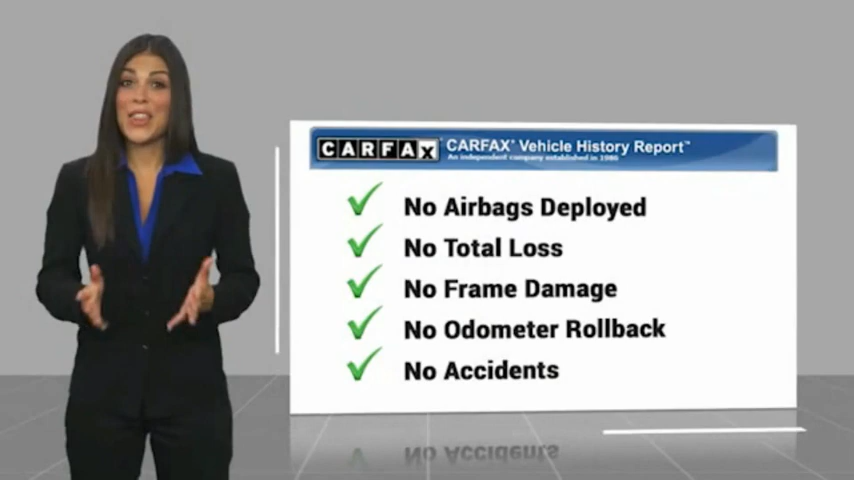 CARFAX CARFAX® Vehicle History Report™
An independent company established in 1986
No Airbags Deployed
No Total Loss
No Frame Damage
No Odometer Rollback
No Accidents
No Accidents